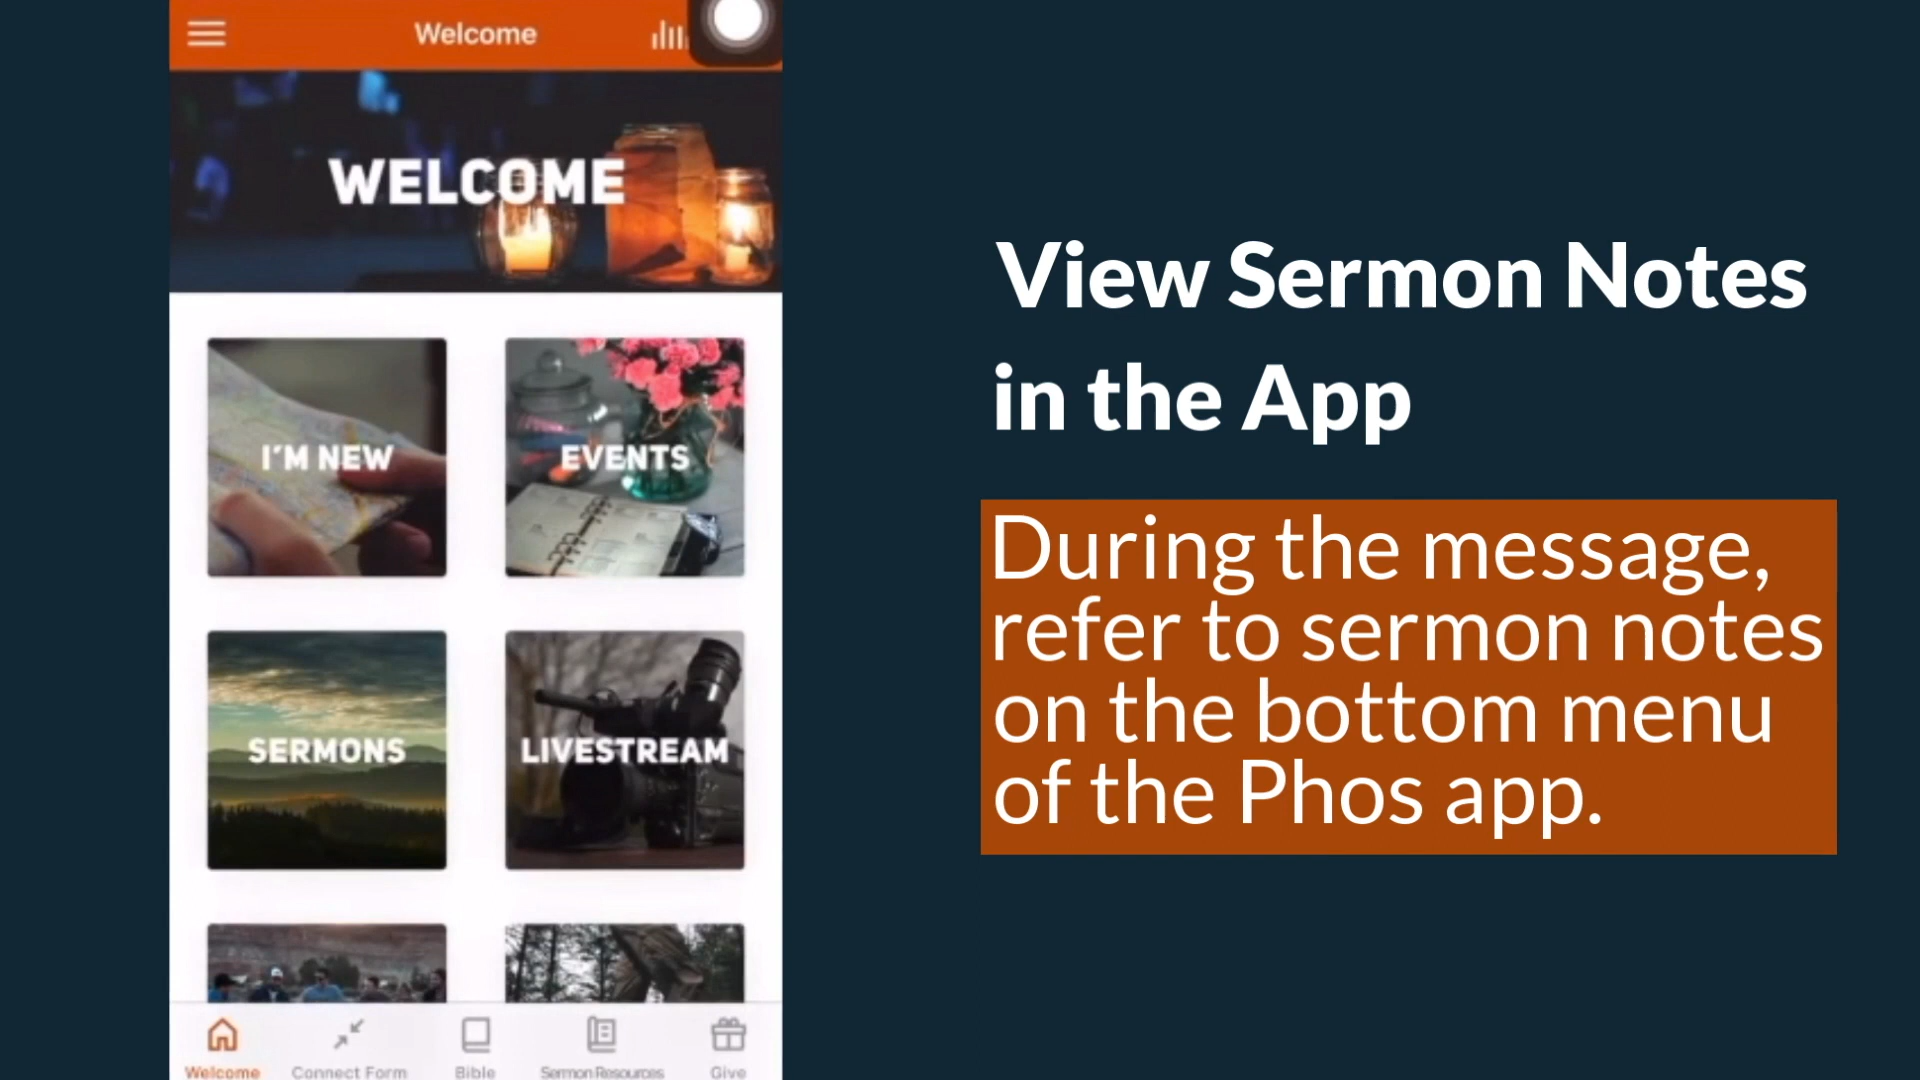 Welcome
WELCOME
I'M NEW
EVENTS
SERMONS
LIVESTREAM
Welcome
Connect Form
Bible
Sermon Resources
Give
View Sermon Notes
in the App
During the message,
refer to sermon notes
on the bottom menu
of the Phos app.